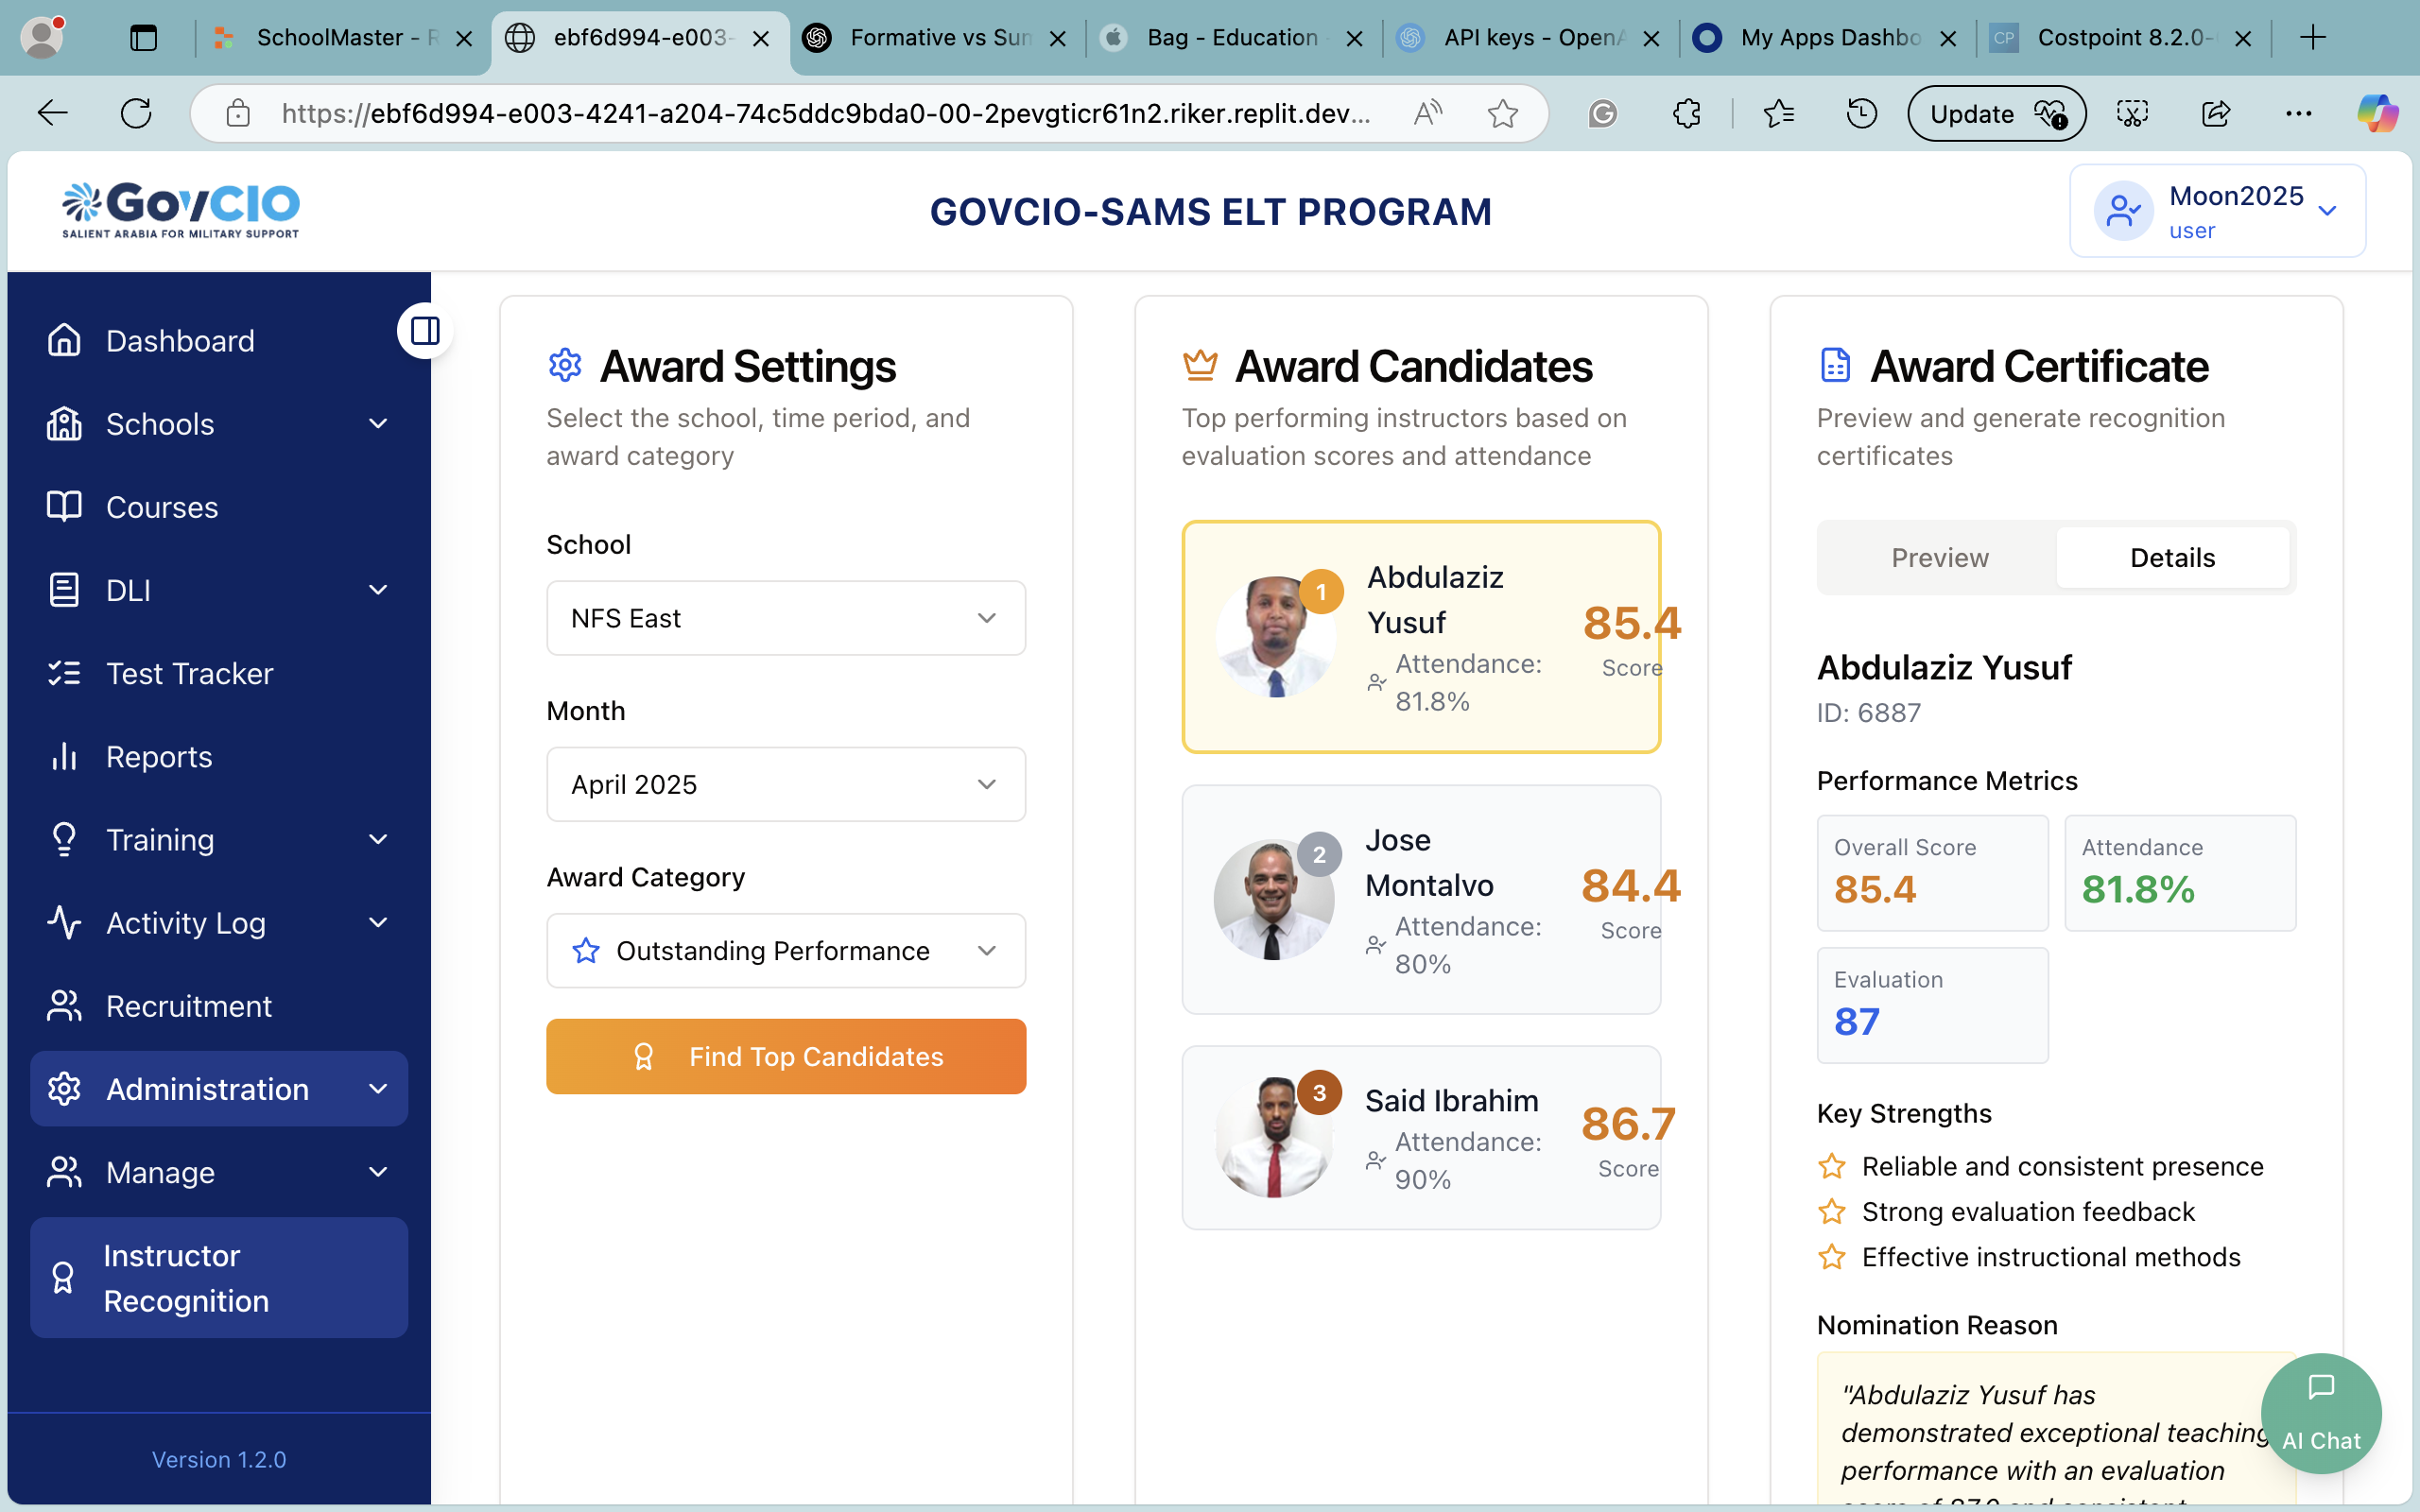 SchoolMaster - R
ebf6d994-e003-
Formative vs Sum
Bag - Education -
API keys - OpenA
My Apps Dashbo
Costpoint 8.2.0-
https://ebf6d994-e003-4241-a204-74c5ddc9bda0-00-2pevgticr61n2.riker.replit.dev...
Update
GovCIO
SALIENT ARABIA FOR MILITARY SUPPORT
GOVCIO-SAMS ELT PROGRAM
Moon2025
user
Dashboard
Schools
Courses
DLI
Test Tracker
Reports
Training
Activity Log
Recruitment
Administration
Manage
Instructor
Recognition
Version 1.2.0
Award Settings
Select the school, time period, and
award category
School
NFS East
Month
April 2025
Award Category
Outstanding Performance
Find Top Candidates
Award Candidates
Top performing instructors based on
evaluation scores and attendance
1
Abdulaziz
Yusuf
Attendance:
81.8%
85.4
Score
2
Jose
Montalvo
Attendance:
80%
84.4
Score
3
Said Ibrahim
Attendance:
90%
86.7
Score
Award Certificate
Preview and generate recognition
certificates
Preview
Details
Abdulaziz Yusuf
ID: 6887
Performance Metrics
Overall Score
85.4
Attendance
81.8%
Evaluation
87
Key Strengths
Reliable and consistent presence
Strong evaluation feedback
Effective instructional methods
Nomination Reason
"Abdulaziz Yusuf has
demonstrated exceptional teaching
performance with an evaluation
score of 87.0 and consistent
AI Chat